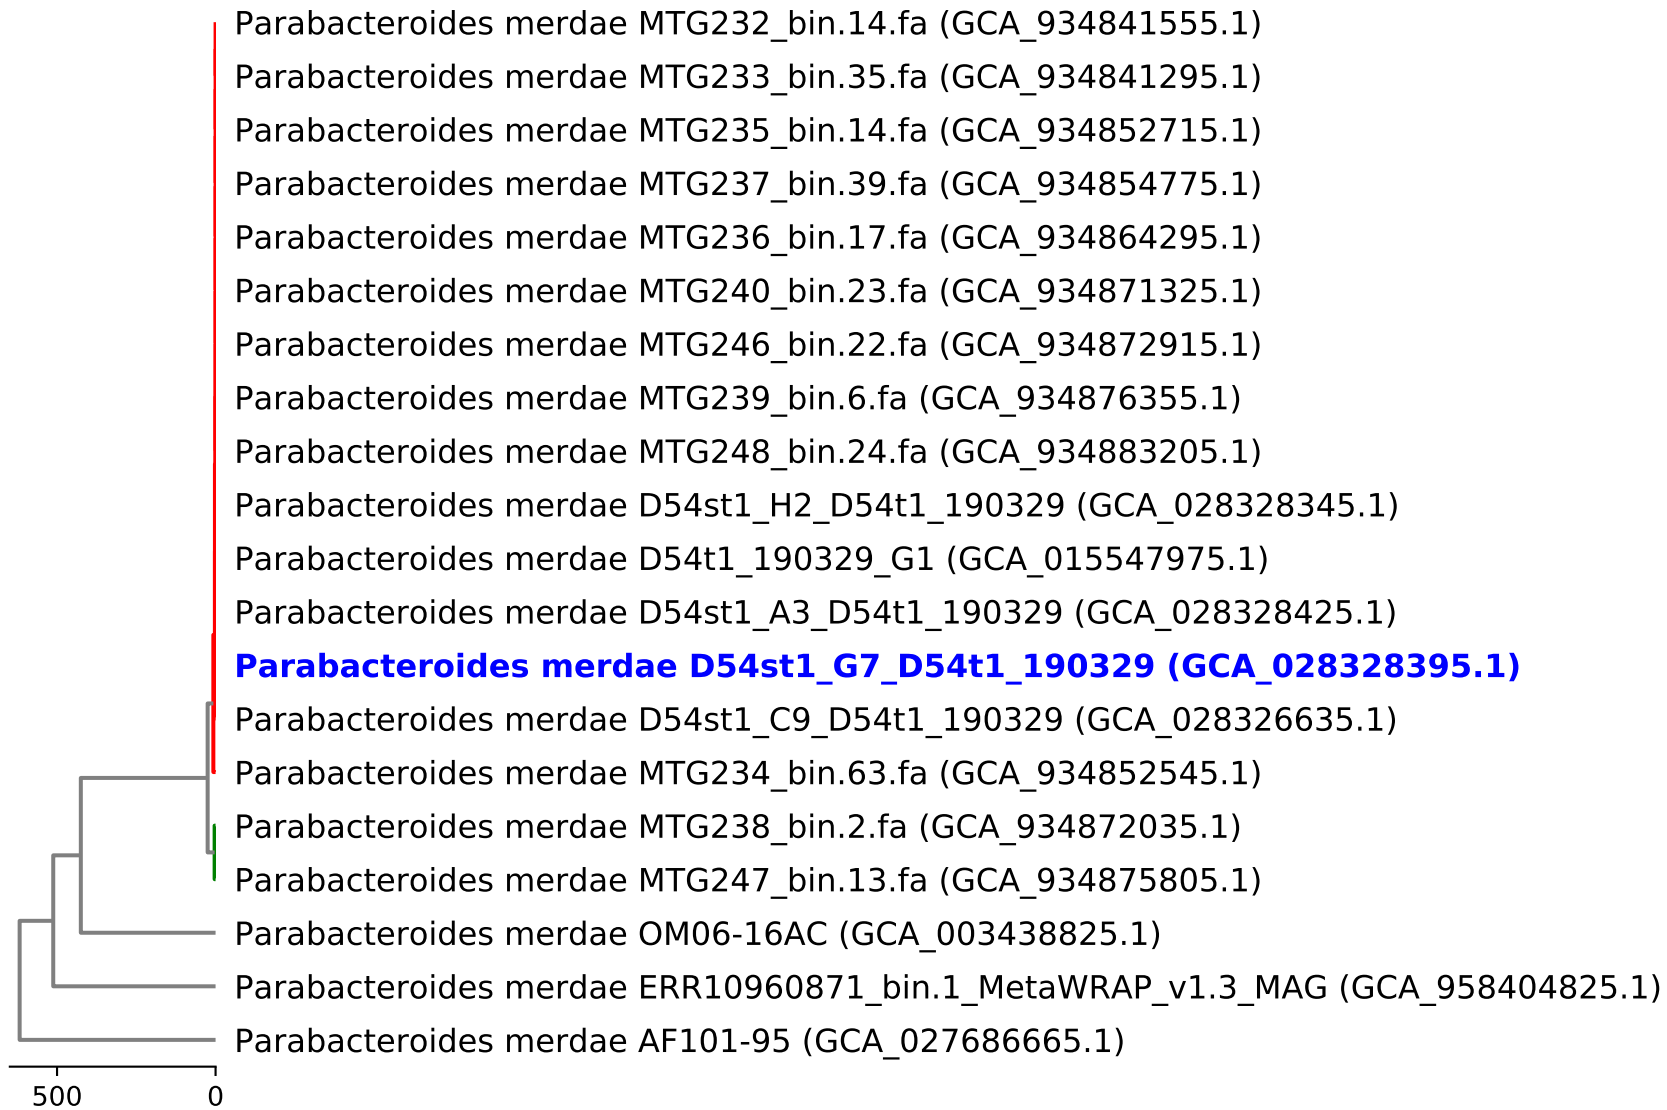 Parabacteroides merdae MTG232_bin.14.fa (GCA_934841555.1)
Parabacteroides merdae MTG233_bin.35.fa (GCA_934841295.1)
Parabacteroides merdae MTG235_bin.14.fa (GCA_934852715.1)
Parabacteroides merdae MTG237_bin.39.fa (GCA_934854775.1)
Parabacteroides merdae MTG236_bin.17.fa (GCA_934864295.1)
Parabacteroides merdae MTG240_bin.23.fa (GCA_934871325.1)
Parabacteroides merdae MTG246_bin.22.fa (GCA_934872915.1)
Parabacteroides merdae MTG239_bin.6.fa (GCA_934876355.1)
Parabacteroides merdae MTG248_bin.24.fa (GCA_934883205.1)
Parabacteroides merdae D54st1_H2_D54t1_190329 (GCA_028328345.1)
Parabacteroides merdae D54t1_190329_G1 (GCA_015547975.1)
Parabacteroides merdae D54st1_A3_D54t1_190329 (GCA_028328425.1)
Parabacteroides merdae D54st1_G7_D54t1_190329 (GCA_028328395.1)
Parabacteroides merdae D54st1_C9_D54t1_190329 (GCA_028326635.1)
Parabacteroides merdae MTG234_bin.63.fa (GCA_934852545.1)
Parabacteroides merdae MTG238_bin.2.fa (GCA_934872035.1)
Parabacteroides merdae MTG247_bin.13.fa (GCA_934875805.1)
Parabacteroides merdae OM06-16AC (GCA_003438825.1)
Parabacteroides merdae ERR10960871_bin.1_MetaWRAP_v1.3_MAG (GCA_958404825.1)
Parabacteroides merdae AF101-95 (GCA_027686665.1)
500 0